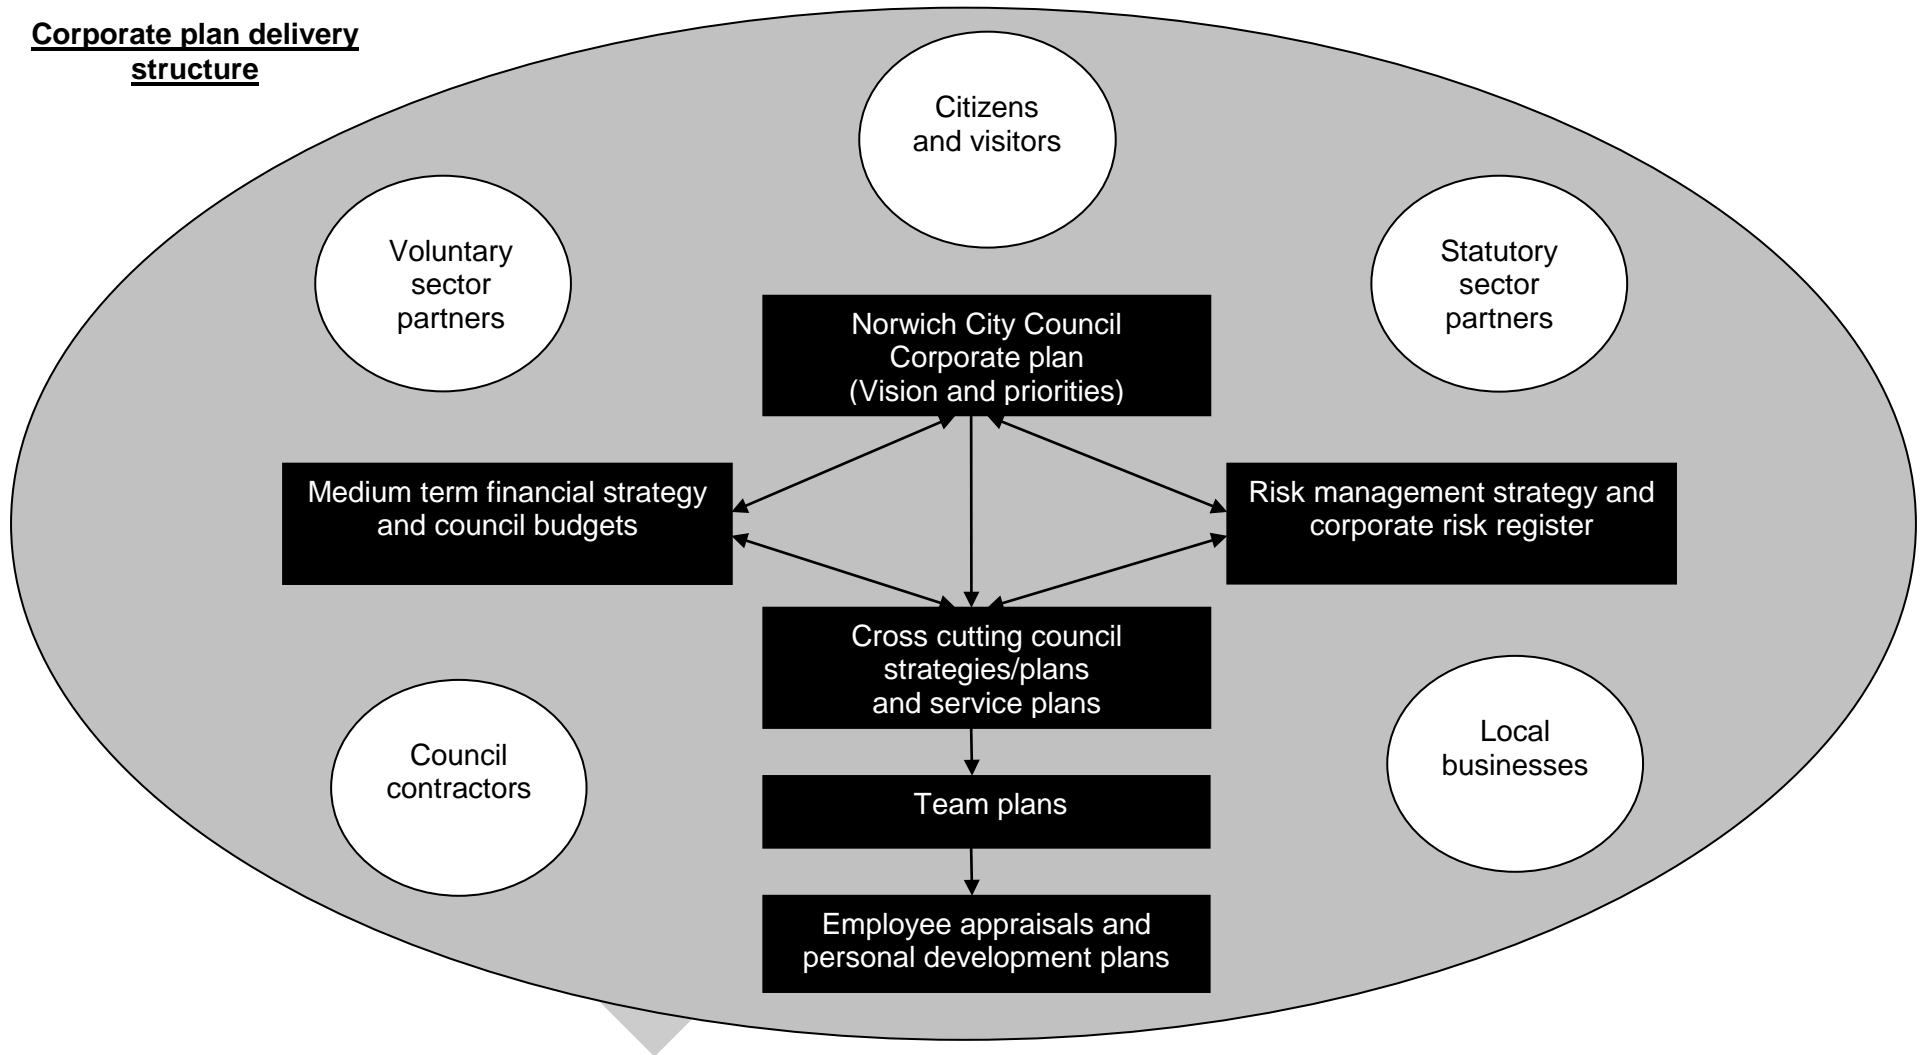 Corporate plan delivery
structure
Citizens
and visitors
Voluntary
sector
partners
Statutory
sector
partners
Norwich City Council
Corporate plan
(Vision and priorities)
Medium term financial strategy
and council budgets
Risk management strategy and
corporate risk register
Cross cutting council
strategies/plans
and service plans
Council
contractors
Local
businesses
Team plans
Employee appraisals and
personal development plans